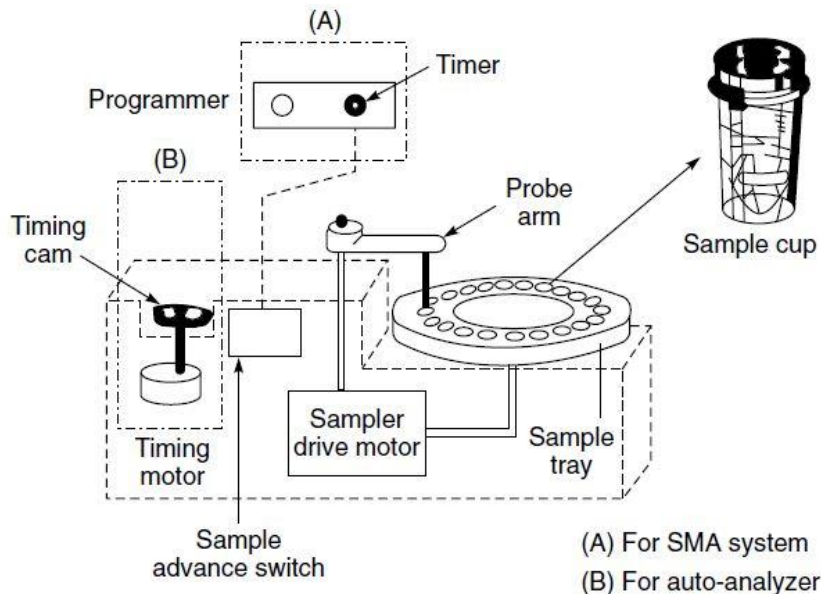 (A)
Timer
Programmer
(B)
Probe
arm
Timing
cam
Sample cup
Sampler
drive motor
Sample
tray
Timing
motor
Sample
advance switch
(A) For SMA system
(B) For auto-analyzer